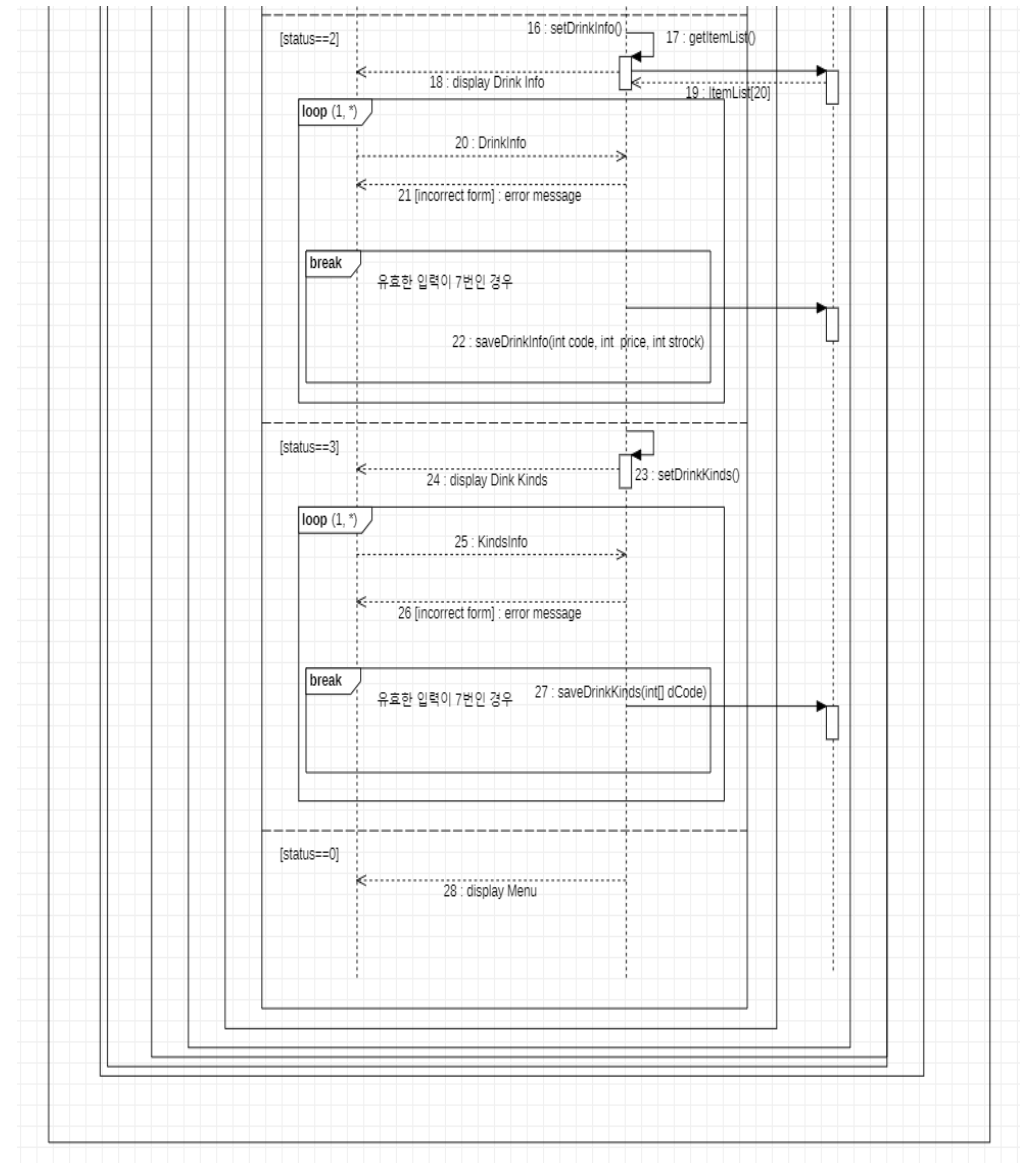 16 : setDrinkInfo()
[status==2]
17 : getItemList()
18 : display Drink Info
19 : ItemList[20]
loop (1, *)
20 : DrinkInfo
21 [incorrect form] : error message
break
유효한 입력이 7번인 경우
22 : saveDrinkInfo(int code, int price, int strock)
[status==3]
23 : setDrinkKinds()
24 : display Dink Kinds
loop (1, *)
25 : KindsInfo
26 [incorrect form] : error message
break
유효한 입력이 7번인 경우
27 : saveDrinkKinds(int[] dCode)
[status==0]
28 : display Menu